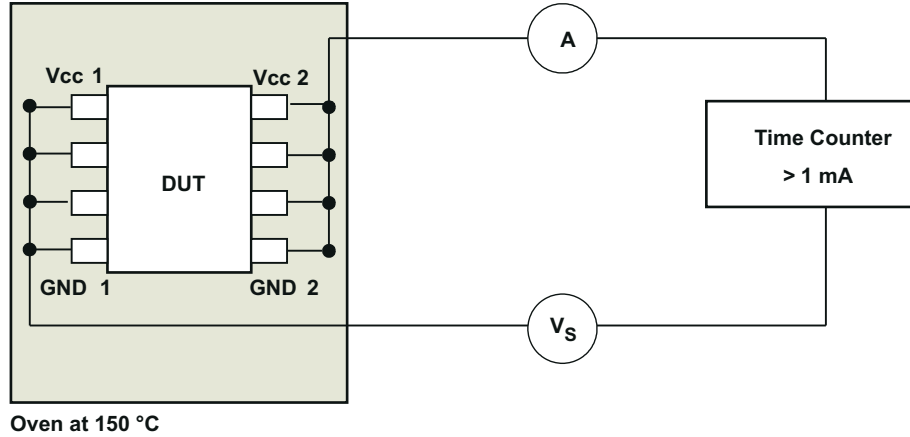 A
Vcc 1
Vcc 2
Time Counter
> 1 mA
DUT
GND 1
GND 2
VS
Oven at 150 °C